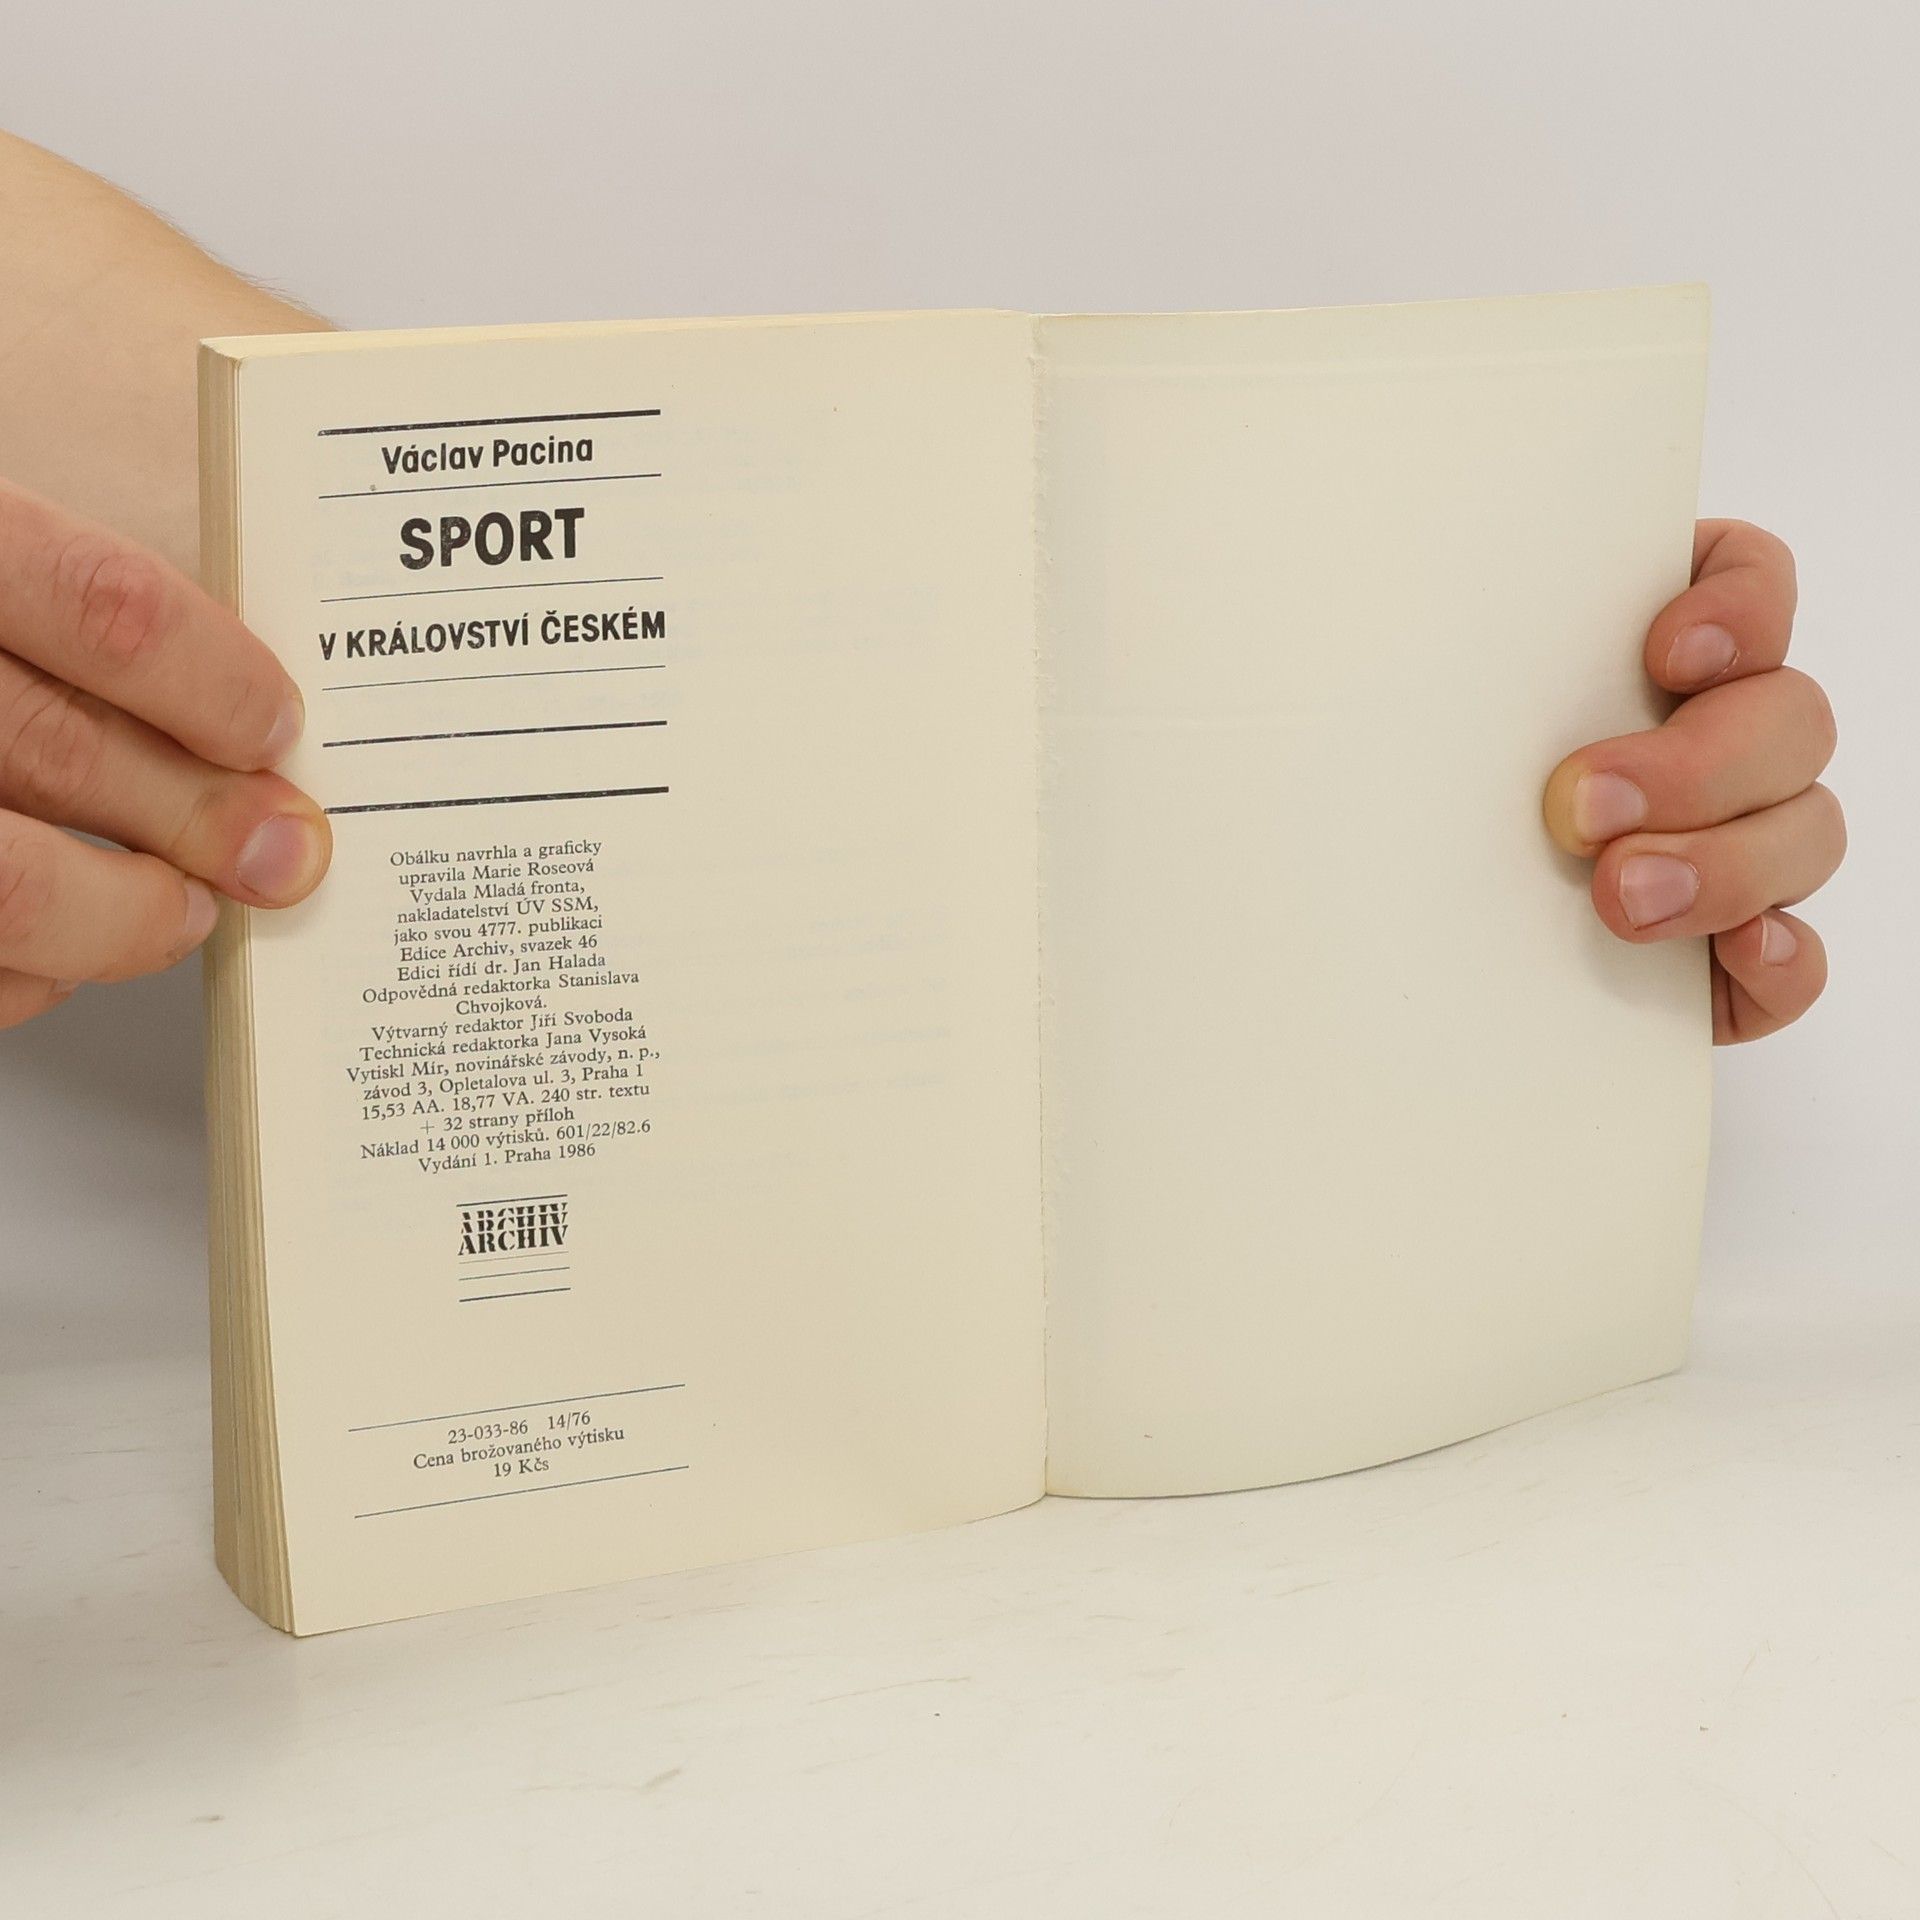 Václav Pacina
SPORT
V KRÁLOVSTVÍ ČESKÉM
Obálku navrhla a graficky
upravila Marie Roseová
Vydala Mladá fronta,
nakladatelství ÚV SSM,
jako svou 4777. publikaci
Edice Archiv, svazek 46
Edici řídí dr. Jan Halada
Odpovědná redaktorka Stanislava
Chvojková.
Výtvarný redaktor Jiří Svoboda
Technická redaktorka Jana Vysoká
Vytiskl Mír, novinářské závody, n. p.,
závod 3, Opletalova ul. 3, Praha 1
15,53 AA. 18,77 VA. 240 str. textu
+ 32 strany příloh
Náklad 14 000 výtisků. 601/22/82.6
Vydání 1. Praha 1986
ARCHIV
ARCHIV
23-033-86 14/76
Cena brožovaného výtisku
19 Kčs